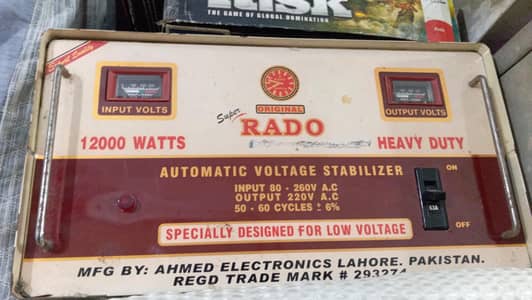 RISK
THE GAME OF GLOBAL DOMINATION
INPUT VOLTS
OUTPUT VOLTS
ORIGINAL
Super
RADO
12000 WATTS
HEAVY DUTY
AUTOMATIC VOLTAGE STABILIZER
INPUT 80 - 260V A.C
OUTPUT 220V A.C
50 - 60 CYCLES ± 6%
ON
63A
OFF
SPECIALLY DESIGNED FOR LOW VOLTAGE
MFG BY: AHMED ELECTRONICS LAHORE. PAKISTAN.
REGD TRADE MARK # 293274